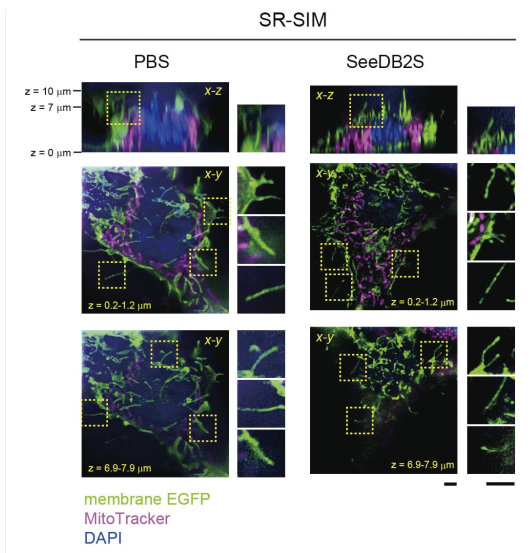 SR-SIM
PBS
SeeDB2S
z = 10 μm
z = 7 μm
z = 0 μm
x-z
x-z
x-y
x-y
z = 0.2-1.2 μm
z = 0.2-1.2 μm
x-y
x-y
z = 6.9-7.9 μm
z = 6.9-7.9 μm
membrane EGFP
MitoTracker
DAPI